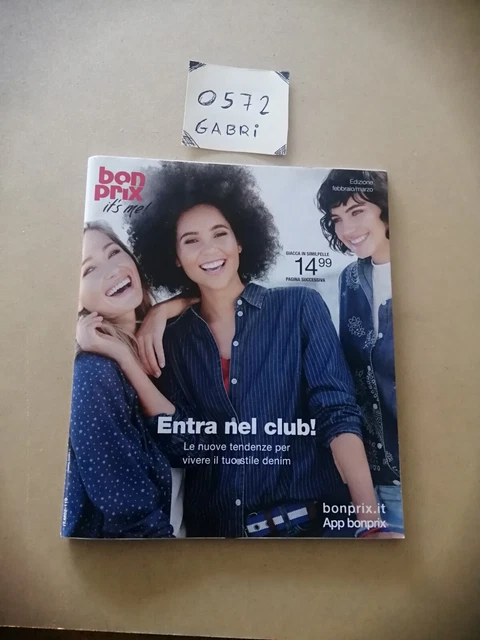 0572
GABRi
bon
prix
it's me!
Edizione
febbraio/marzo
GIACCA IN SIMILPELLE
14.99
PAGINA SUCCESSIVA
Entra nel club!
Le nuove tendenze per
vivere il tuo stile denim
bonprix.it
App bonprix